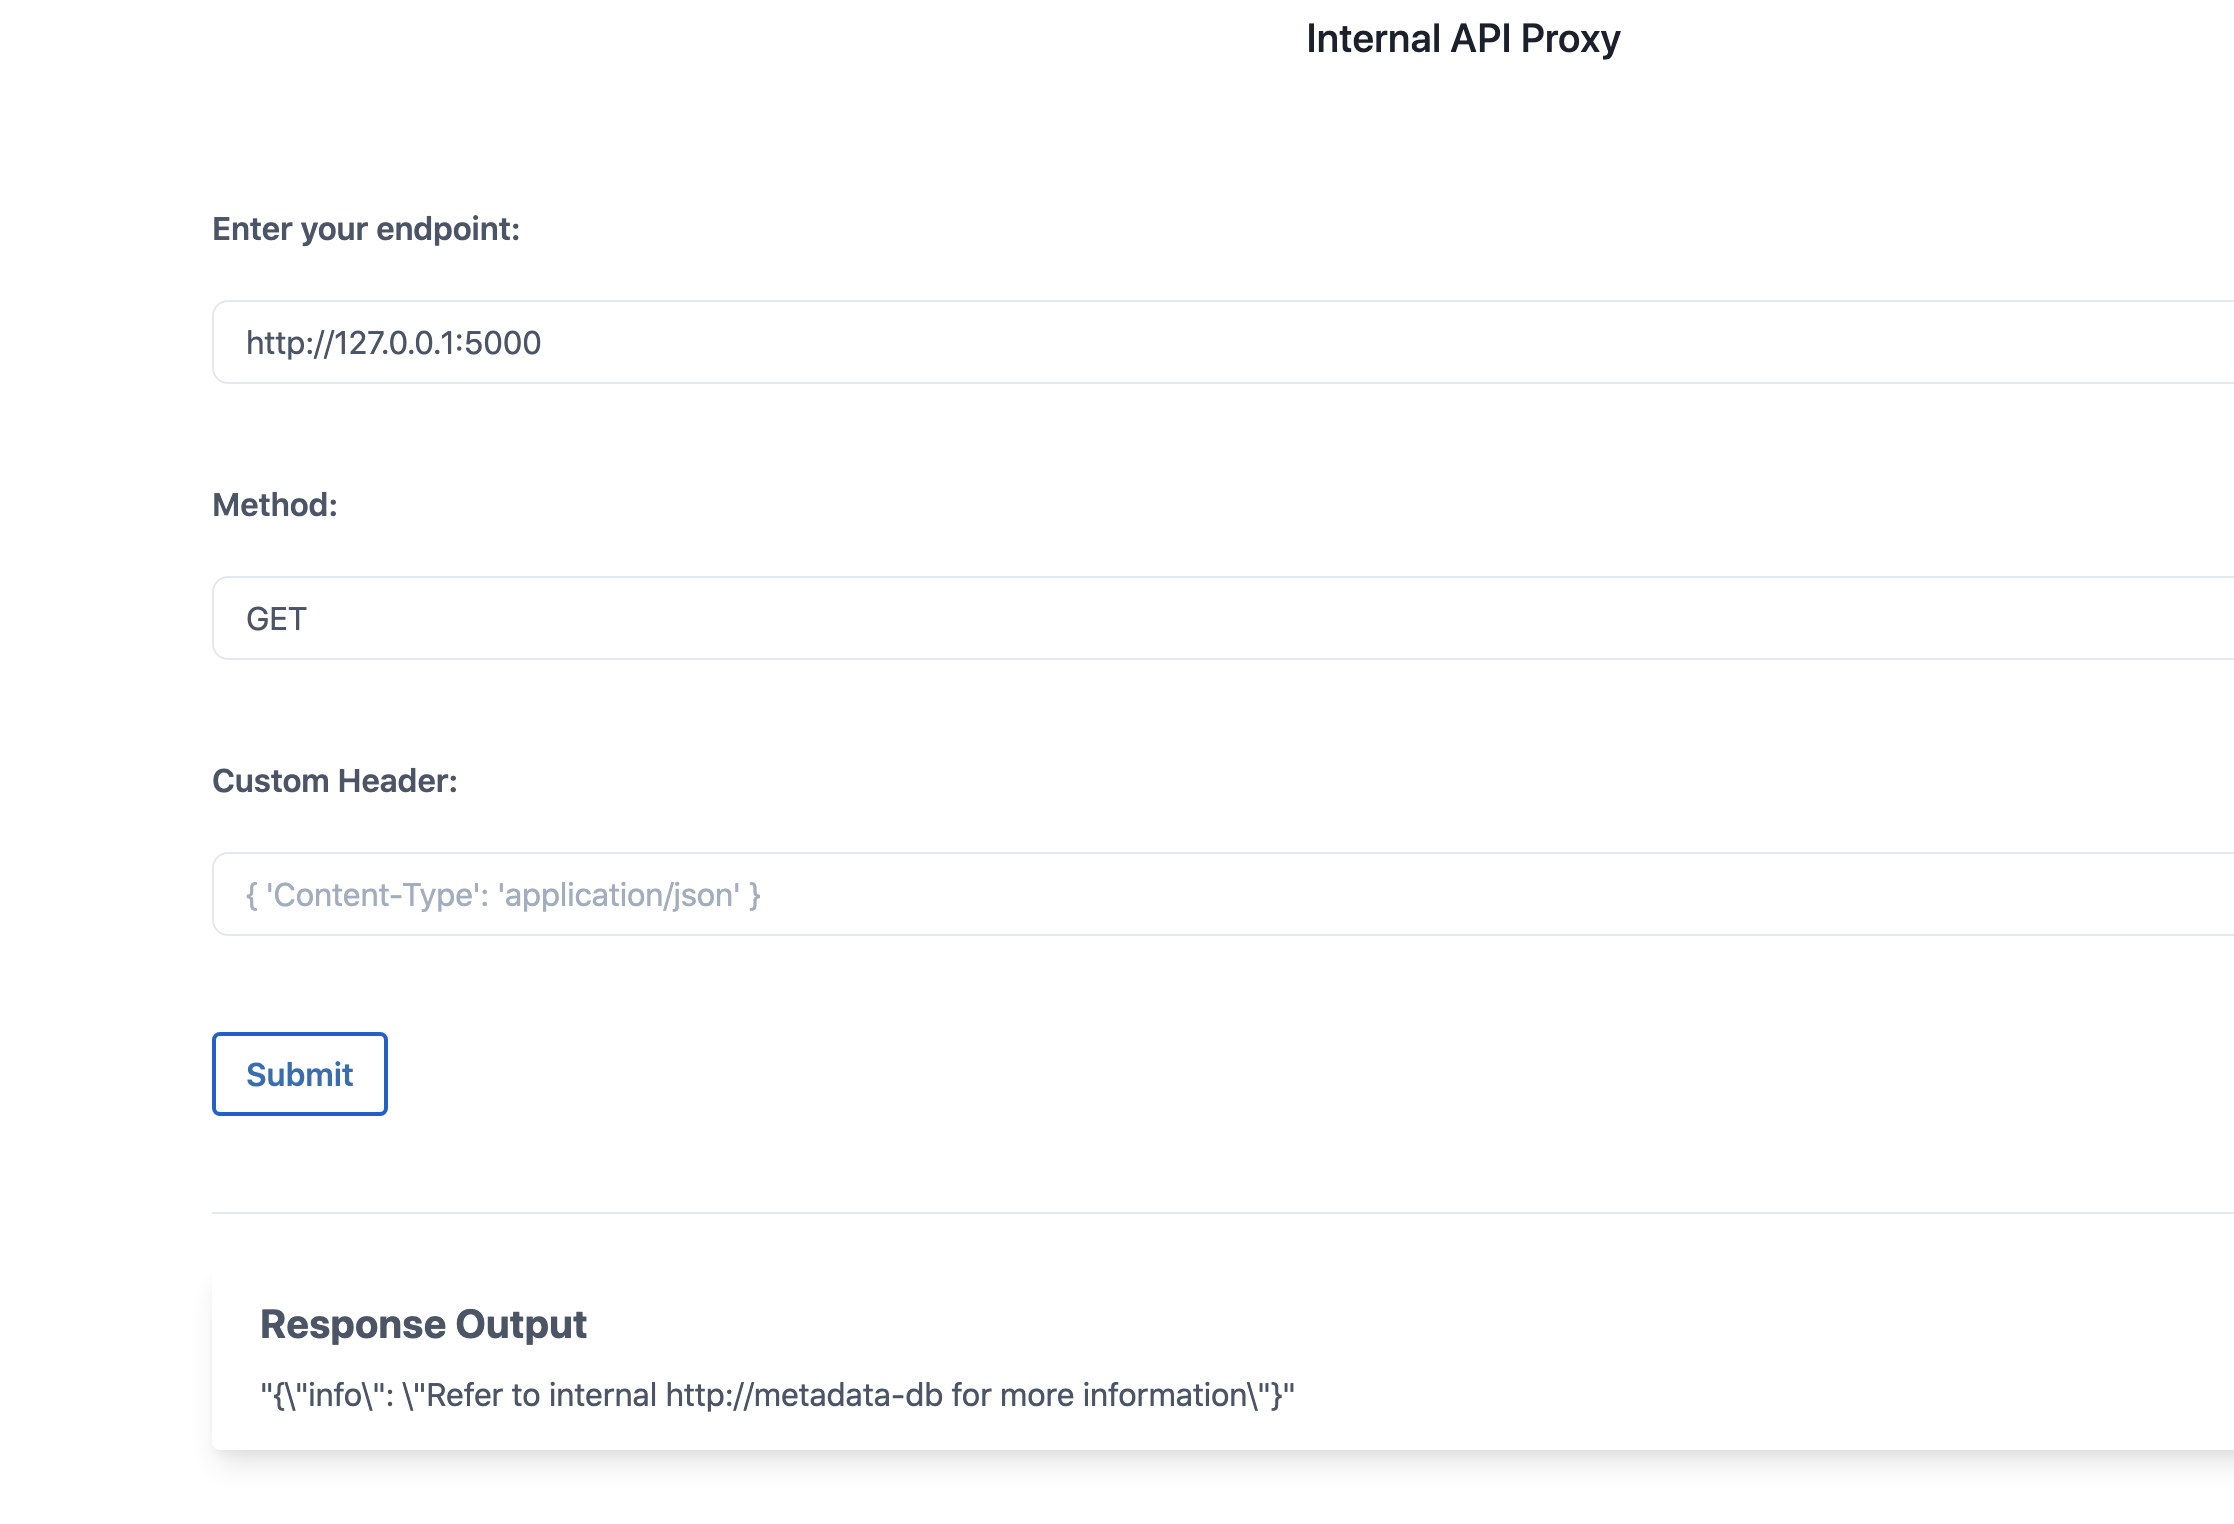 Internal API Proxy
Enter your endpoint:
http://127.0.0.1:5000
Method:
GET
Custom Header:
{ 'Content-Type': 'application/json' }
Submit
Response Output
"{\"info\": \"Refer to internal http://metadata-db for more information\"}"